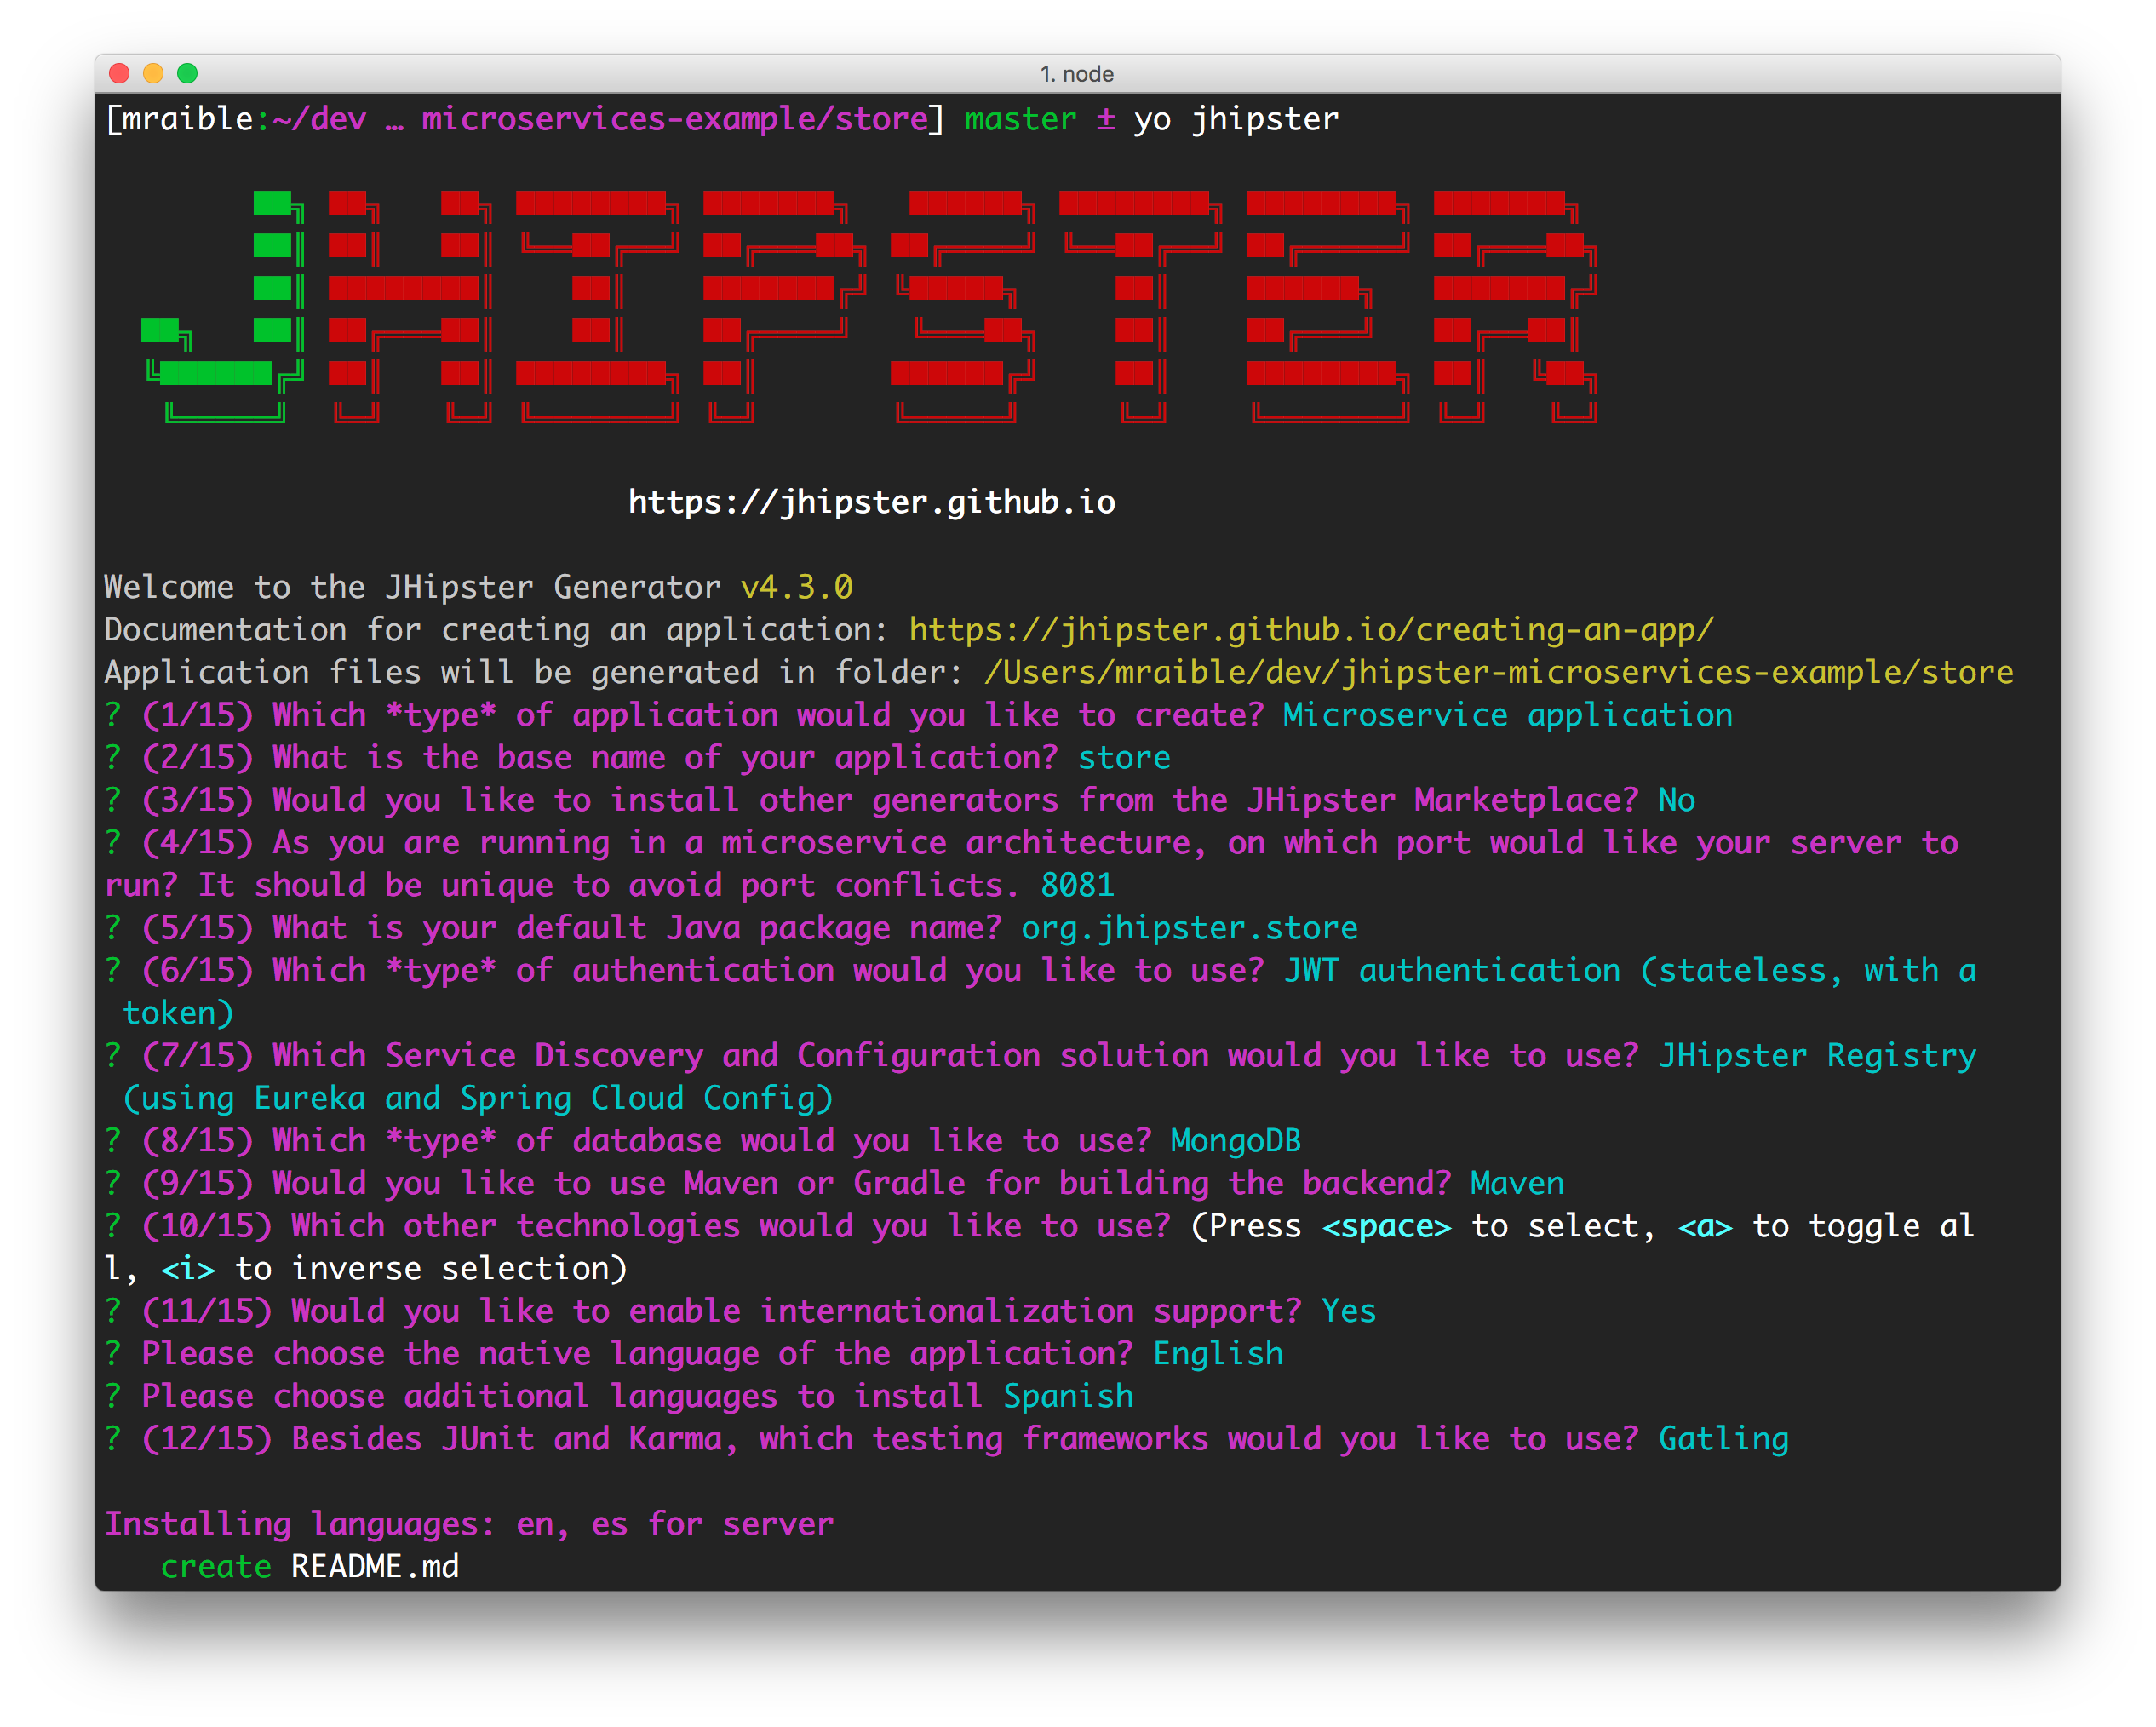 1. node
[mraible:~/dev … microservices-example/store] master ± yo jhipster
JHIPSTER
https://jhipster.github.io
Welcome to the JHipster Generator v4.3.0
Documentation for creating an application: https://jhipster.github.io/creating-an-app/
Application files will be generated in folder: /Users/mraible/dev/jhipster-microservices-example/store
? (1/15) Which *type* of application would you like to create? Microservice application
? (2/15) What is the base name of your application? store
? (3/15) Would you like to install other generators from the JHipster Marketplace? No
? (4/15) As you are running in a microservice architecture, on which port would like your server to
run? It should be unique to avoid port conflicts. 8081
? (5/15) What is your default Java package name? org.jhipster.store
? (6/15) Which *type* of authentication would you like to use? JWT authentication (stateless, with a
token)
? (7/15) Which Service Discovery and Configuration solution would you like to use? JHipster Registry
(using Eureka and Spring Cloud Config)
? (8/15) Which *type* of database would you like to use? MongoDB
? (9/15) Would you like to use Maven or Gradle for building the backend? Maven
? (10/15) Which other technologies would you like to use? (Press <space> to select, <a> to toggle al
l, <i> to inverse selection)
? (11/15) Would you like to enable internationalization support? Yes
? Please choose the native language of the application? English
? Please choose additional languages to install Spanish
? (12/15) Besides JUnit and Karma, which testing frameworks would you like to use? Gatling
Installing languages: en, es for server
create README.md